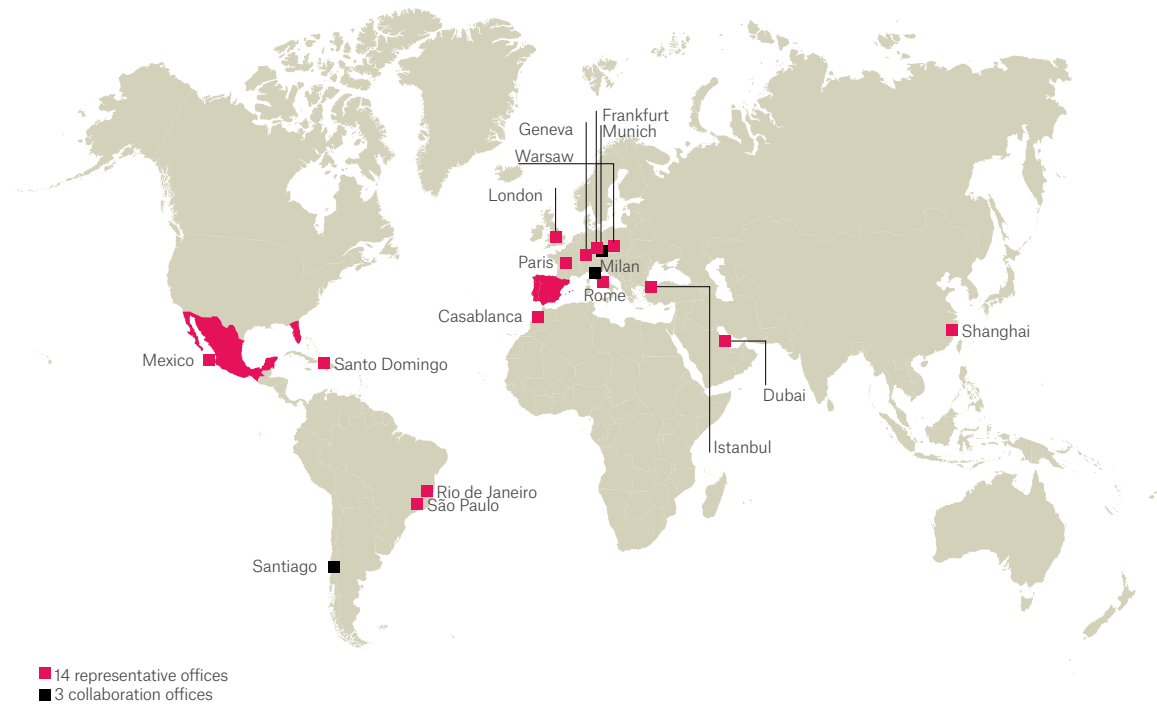 Frankfurt
Geneva
Munich
Warsaw
London
Paris
Milan
Rome
Casablanca
Shanghai
Mexico
Santo Domingo
Dubai
Istanbul
Rio de Janeiro
São Paulo
Santiago
14 representative offices
3 collaboration offices